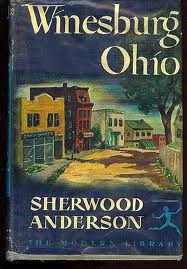 Winesburg,
Ohio
SHERWOOD
ANDERSON
THE MODERN LIBRARY